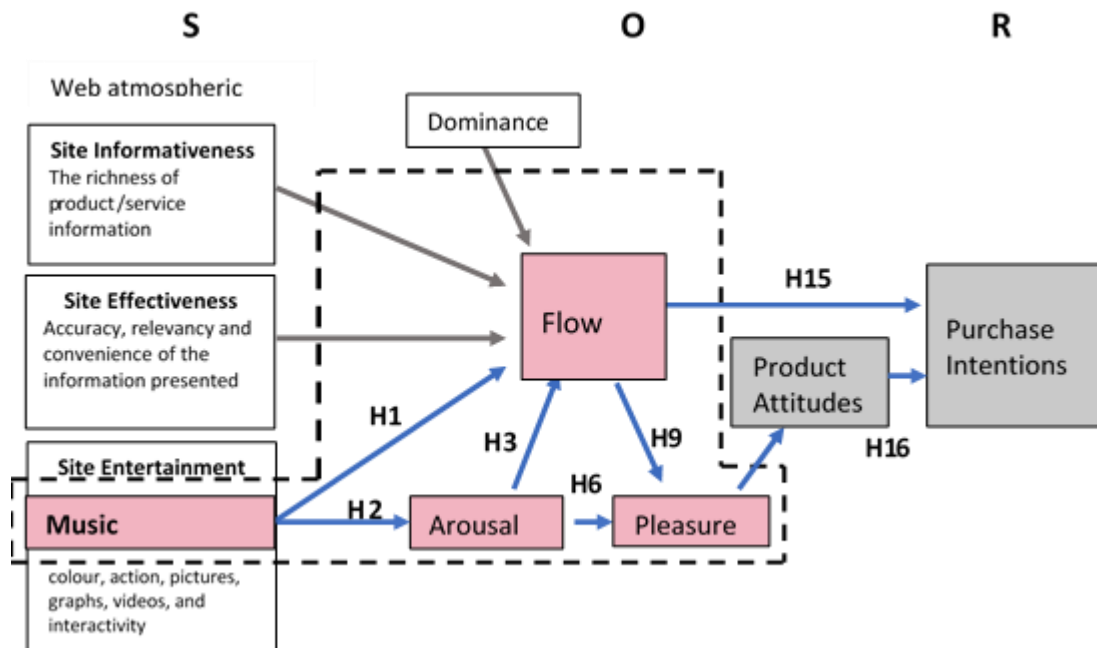 S
O
R
Web atmospheric
Site Informativeness
The richness of
product/service
information
Dominance
Site Effectiveness
Accuracy, relevancy and
convenience of the
information presented
Flow
H15
Purchase
Intentions
Product
Attitudes
H1
H3
H9
H16
Site Entertainment
H2
H6
Music
Arousal
Pleasure
colour, action, pictures,
graphs, videos, and
interactivity